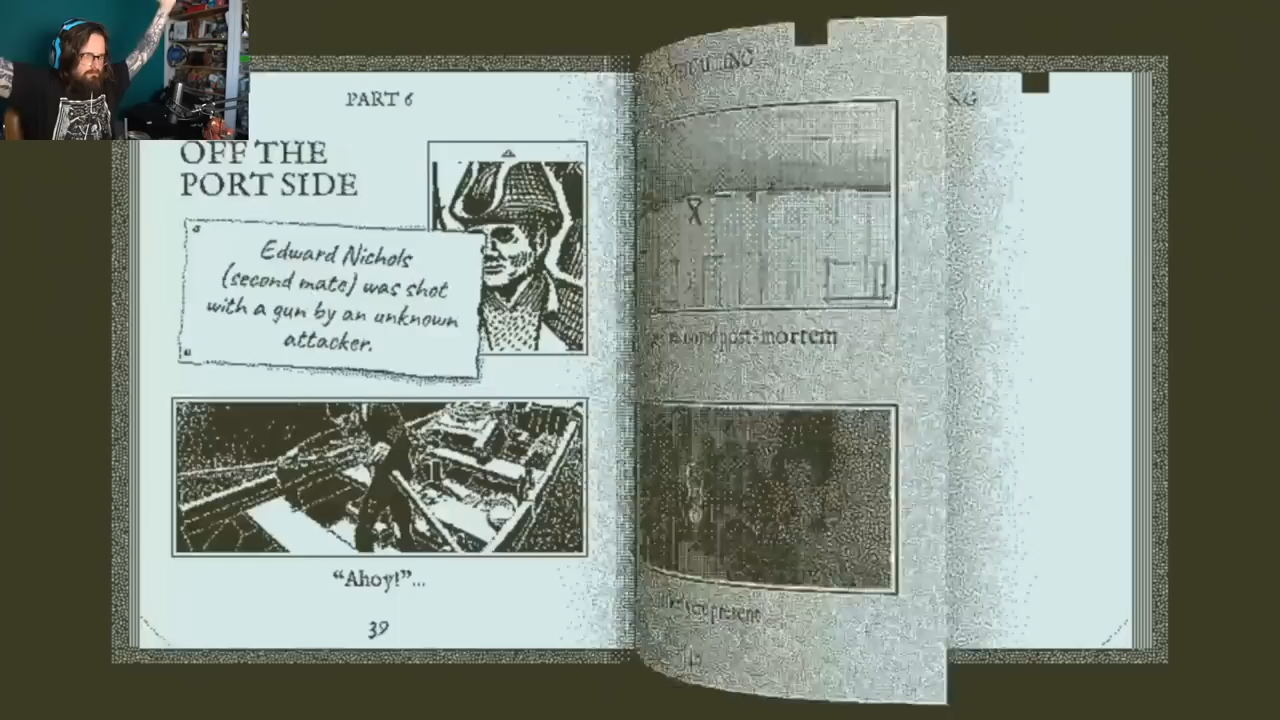 PART 6
OFF THE
PORT SIDE
Edward Nichols
(second mate) was shot
with a gun by an unknown
attacker.
“Ahoy!”...
39
post-mortem
present